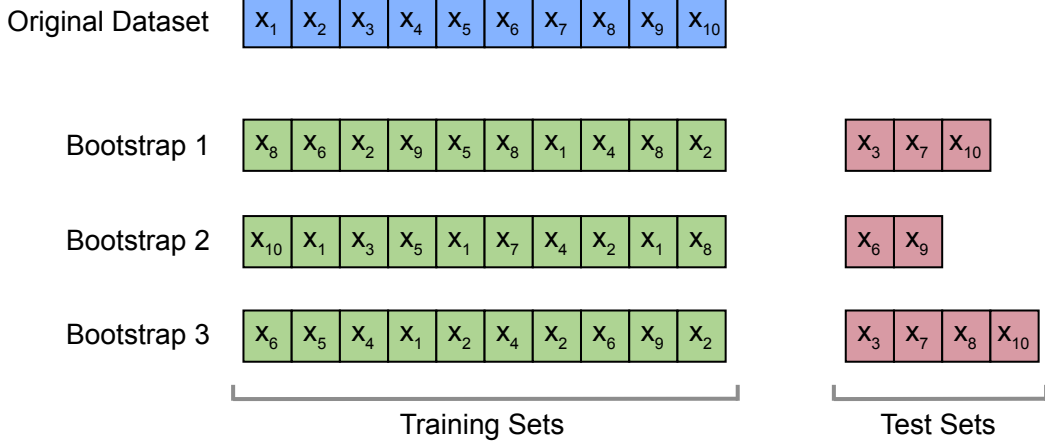 Original Dataset x₁ x₂ x₃ x₄ x₅ x₆ x₇ x₈ x₉ x₁₀
Bootstrap 1 x₈ x₆ x₂ x₉ x₅ x₈ x₁ x₄ x₈ x₂ x₃ x₇ x₁₀
Bootstrap 2 x₁₀ x₁ x₃ x₅ x₁ x₇ x₄ x₂ x₁ x₈ x₆ x₉
Bootstrap 3 x₆ x₅ x₄ x₁ x₂ x₄ x₂ x₆ x₉ x₂ x₃ x₇ x₈ x₁₀
Training Sets Test Sets